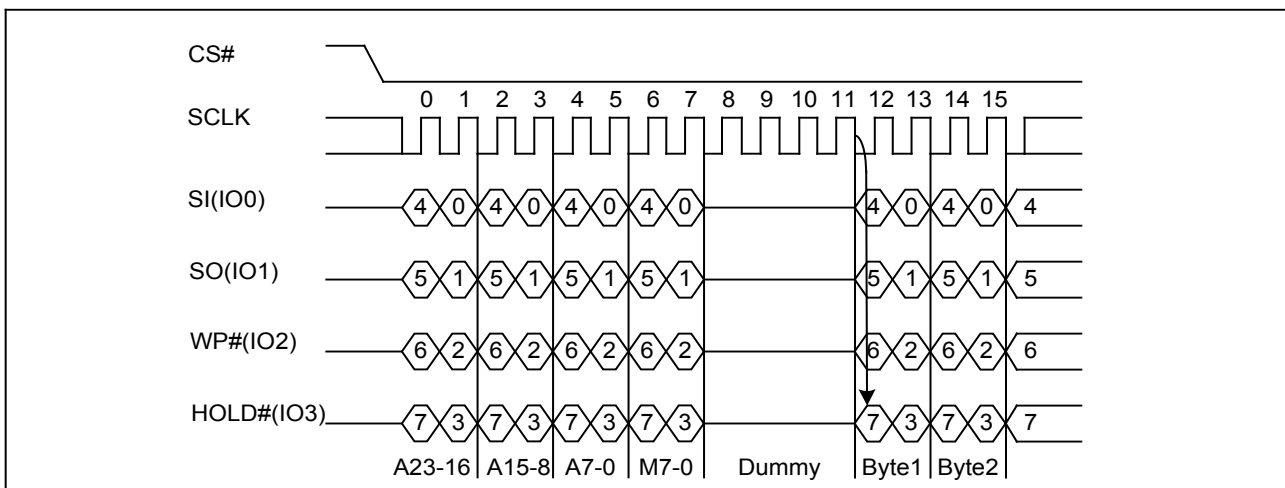 CS#
0 1 2 3 4 5 6 7 8 9 10 11 12 13 14 15
SCLK
SI(IO0) 4 0 4 0 4 0 4 0 4 0 4 0 4
SO(IO1) 5 1 5 1 5 1 5 1 5 1 5 1 5
WP#(IO2) 6 2 6 2 6 2 6 2 6 2 6 2 6
HOLD#(IO3) 7 3 7 3 7 3 7 3 7 3 7 3 7
A23-16 A15-8 A7-0 M7-0 Dummy Byte1 Byte2